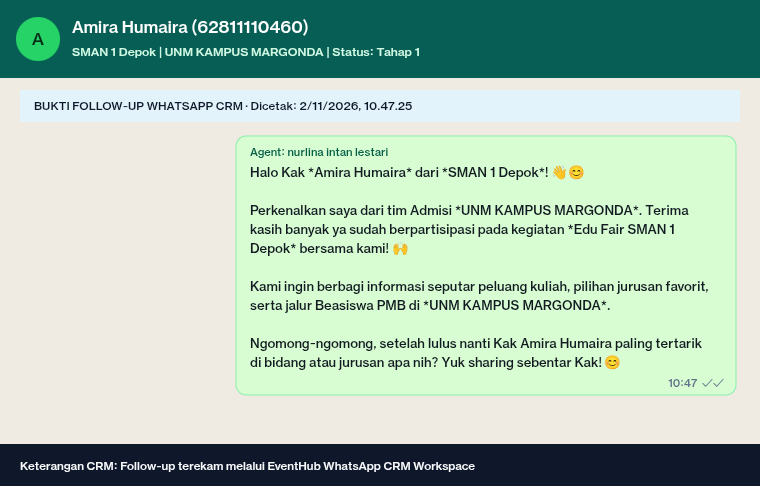 A
Amira Humaira (62811110460)
SMAN 1 Depok | UNM KAMPUS MARGONDA | Status: Tahap 1
BUKTI FOLLOW-UP WHATSAPP CRM · Dicetak: 2/11/2026, 10.47.25
Agent: nurlina intan lestari
Halo Kak *Amira Humaira* dari *SMAN 1 Depok*! 👋😊
Perkenalkan saya dari tim Admisi *UNM KAMPUS MARGONDA*. Terima
kasih banyak ya sudah berpartisipasi pada kegiatan *Edu Fair SMAN 1
Depok* bersama kami! 🙌
Kami ingin berbagi informasi seputar peluang kuliah, pilihan jurusan favorit,
serta jalur Beasiswa PMB di *UNM KAMPUS MARGONDA*.
Ngomong-ngomong, setelah lulus nanti Kak Amira Humaira paling tertarik
di bidang atau jurusan apa nih? Yuk sharing sebentar Kak! 😊
10:47
Keterangan CRM: Follow-up terekam melalui EventHub WhatsApp CRM Workspace